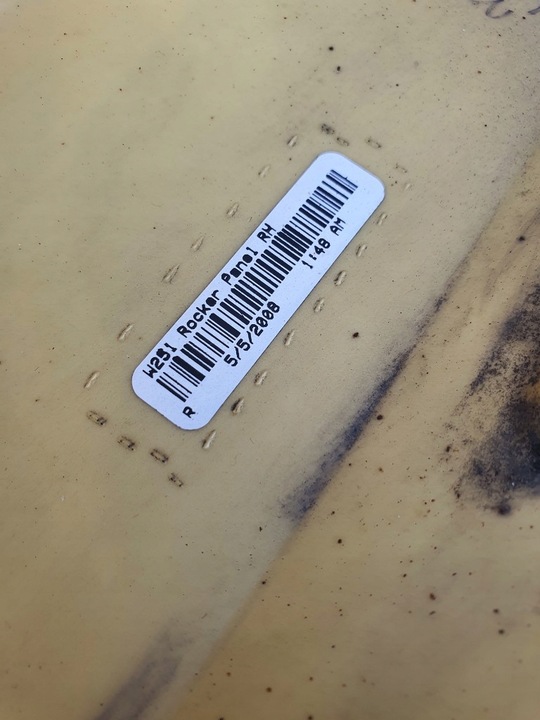 W251 Rocker Panel RH
5/5/2008 1:48 AM
R